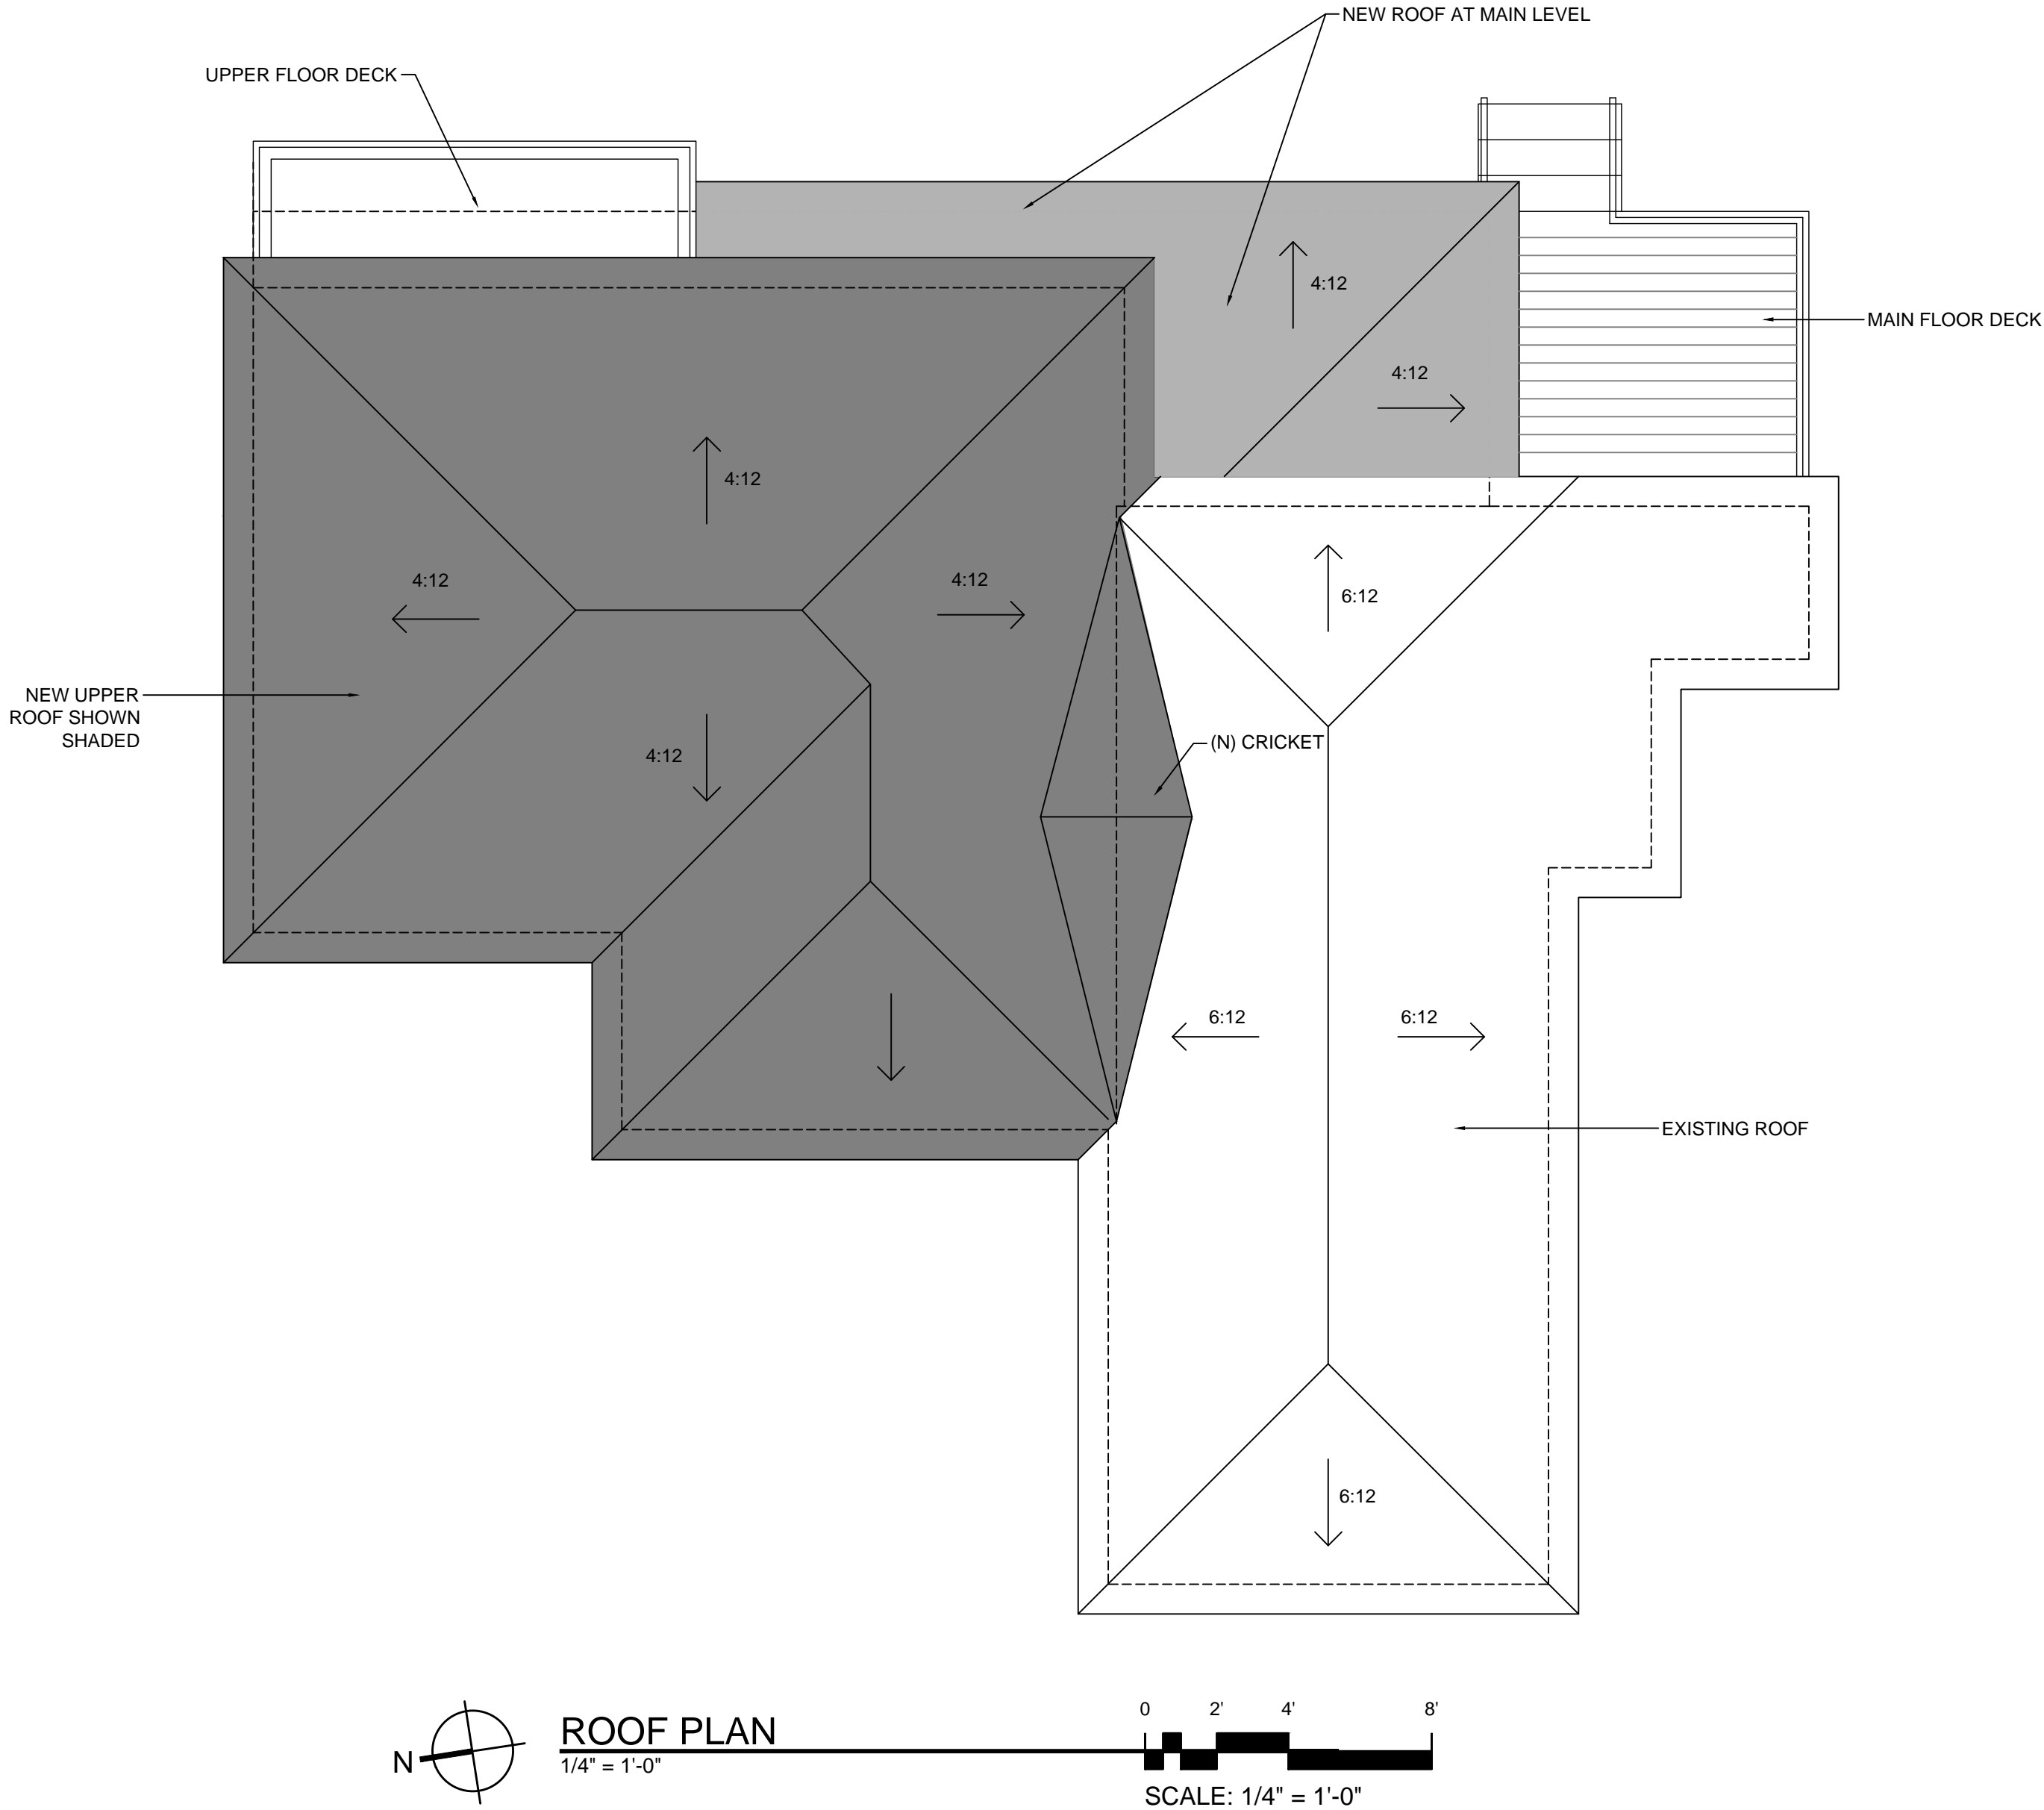 NEW ROOF AT MAIN LEVEL
UPPER FLOOR DECK
4:12
MAIN FLOOR DECK
4:12
4:12
4:12
4:12
6:12
NEW UPPER
ROOF SHOWN
SHADED
4:12
(N) CRICKET
6:12
6:12
EXISTING ROOF
6:12
N
ROOF PLAN
1/4" = 1'-0"
0 2' 4' 8'
SCALE: 1/4" = 1'-0"